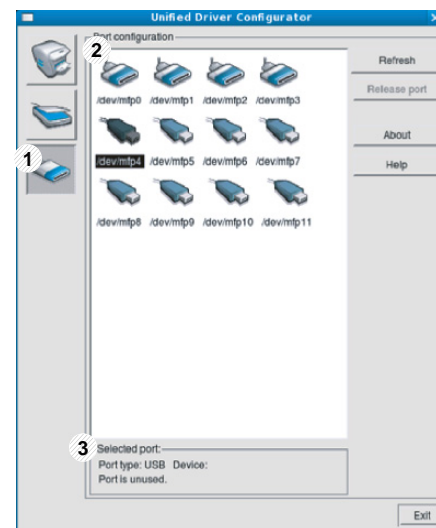 Unified Driver Configurator
Port configuration
2
/dev/mfp0 /dev/mfp1 /dev/mfp2 /dev/mfp3
1
/dev/mfp4 /dev/mfp5 /dev/mfp6 /dev/mfp7
/dev/mfp8 /dev/mfp9 /dev/mfp10 /dev/mfp11
Refresh
Release port
About
Help
3
Selected port:
Port type: USB Device:
Port is unused.
Exit